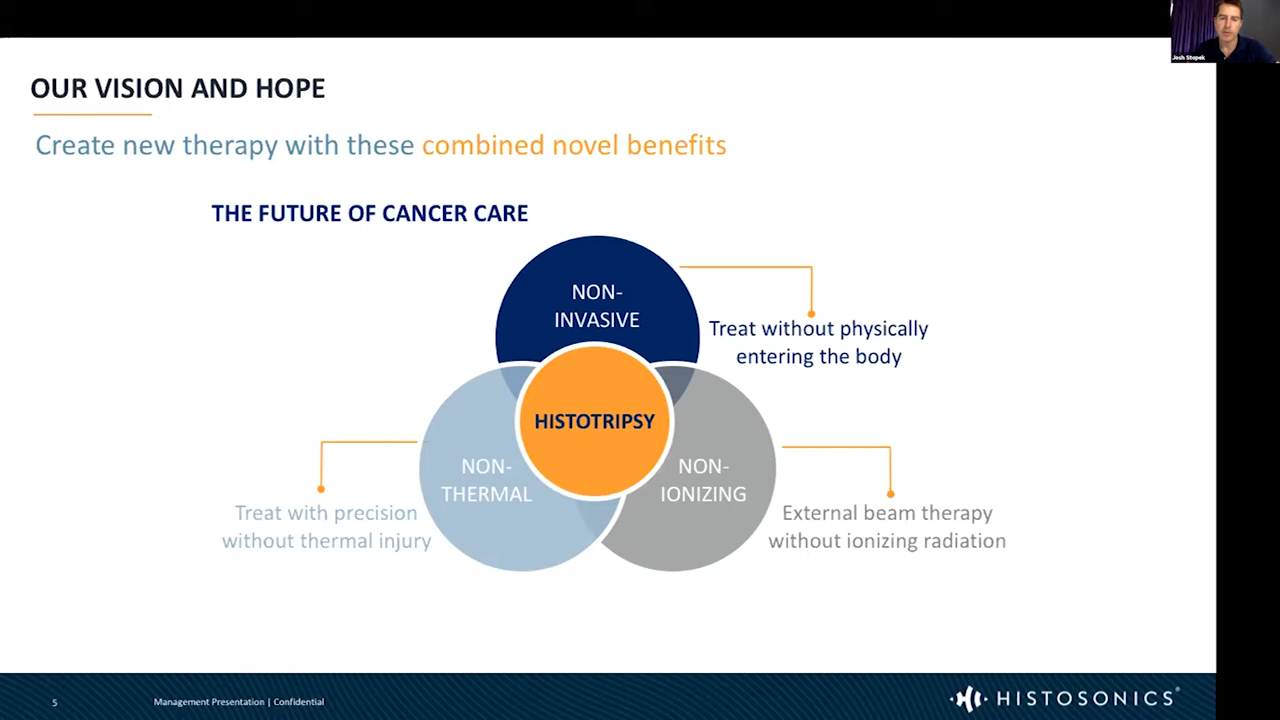 Josh Stopek
OUR VISION AND HOPE
Create new therapy with these combined novel benefits
THE FUTURE OF CANCER CARE
NON-
INVASIVE
Treat without physically
entering the body
HISTOTRIPSY
NON-
THERMAL
NON-
IONIZING
Treat with precision
without thermal injury
External beam therapy
without ionizing radiation
5
Management Presentation | Confidential
HISTOSONICS®